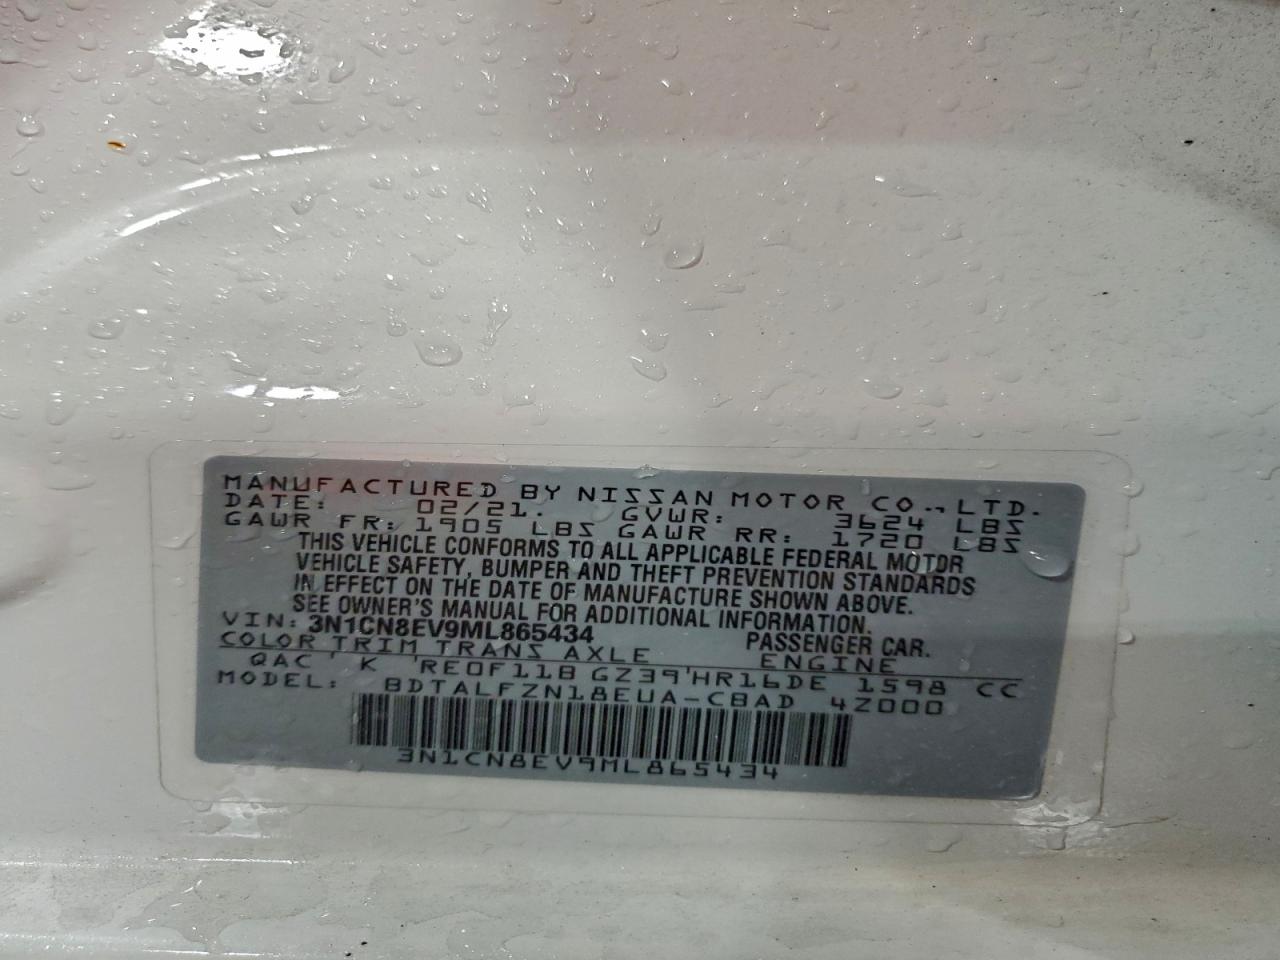 MANUFACTURED BY NISSAN MOTOR CO., LTD.
DATE: 02/21. GVWR: 3624 LBS
GAWR FR: 1905 LBS GAWR RR: 1720 LBS
THIS VEHICLE CONFORMS TO ALL APPLICABLE FEDERAL MOTOR
VEHICLE SAFETY, BUMPER AND THEFT PREVENTION STANDARDS
IN EFFECT ON THE DATE OF MANUFACTURE SHOWN ABOVE.
SEE OWNER'S MANUAL FOR ADDITIONAL INFORMATION.
VIN: 3N1CN8EV9ML865434 PASSENGER CAR.
COLOR TRIM TRANS AXLE ENGINE
QAC ' K 'RE0F11B GZ39'HR16DE 1598 CC
MODEL: BDTALFZN18EUA-CBAD 4Z000
3N1CN8EV9ML865434